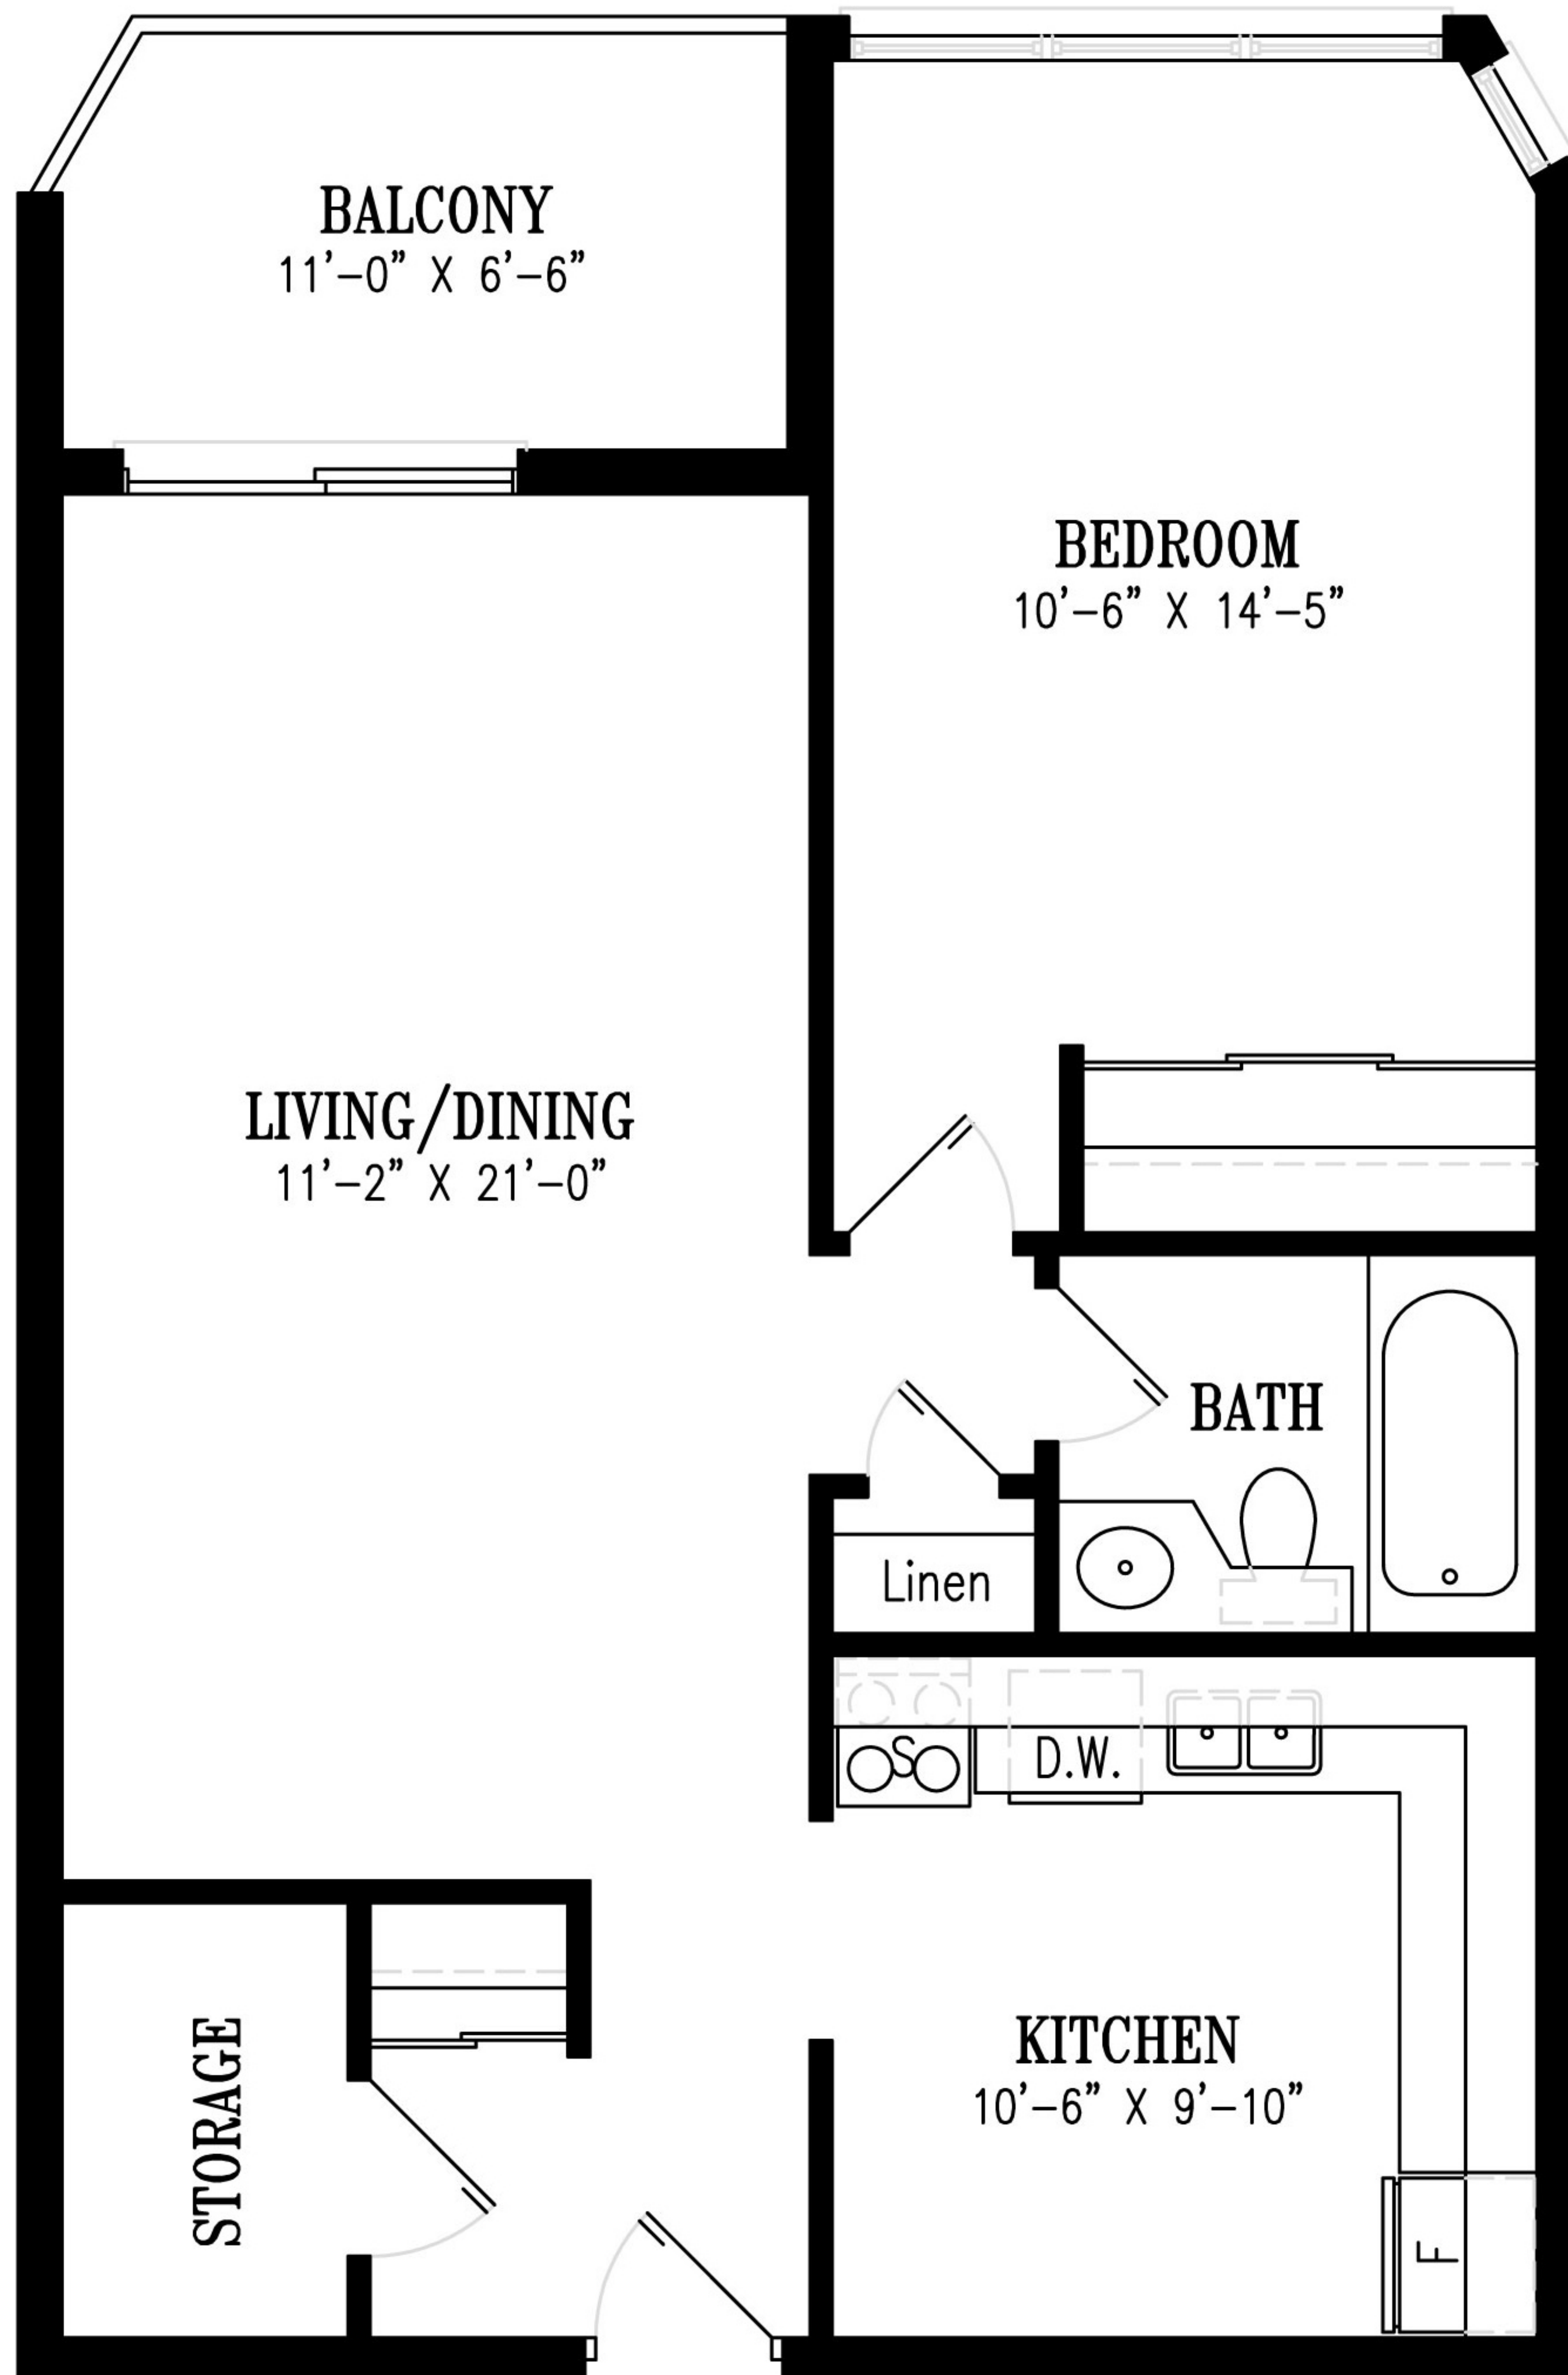 BALCONY
11'-0" X 6'-6"
BEDROOM
10'-6" X 14'-5"
LIVING/DINING
11'-2" X 21'-0"
BATH
Linen
S
D.W.
KITCHEN
10'-6" X 9'-10"
STORAGE
F